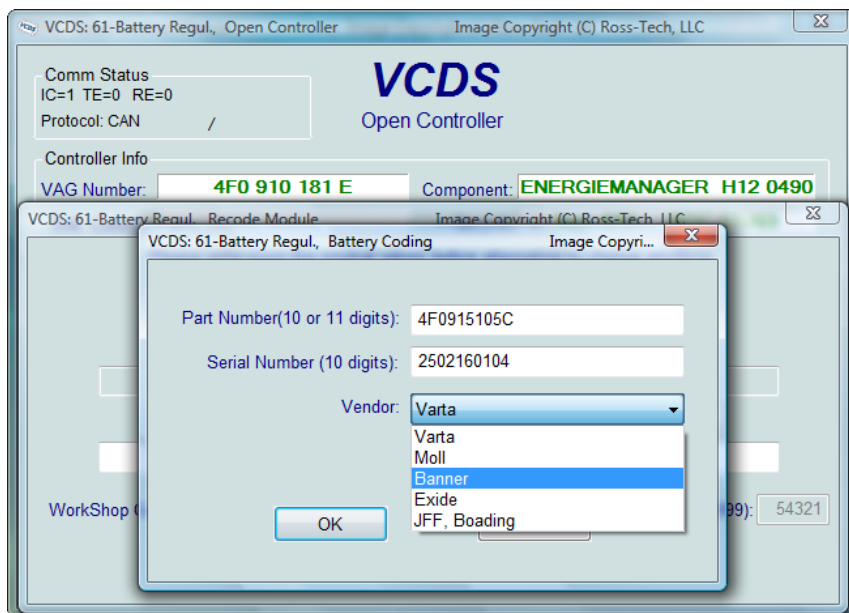 VCDS: 61-Battery Regul., Open Controller Image Copyright (C) Ross-Tech, LLC
Comm Status
IC=1 TE=0 RE=0
Protocol: CAN /
VCDS
Open Controller
Controller Info
VAG Number: 4F0 910 181 E Component: ENERGIEMANAGER H12 0490
VCDS: 61-Battery Regul., Recode Module Image Copyright (C) Ross-Tech, LLC
VCDS: 61-Battery Regul., Battery Coding Image Copyri...
Part Number(10 or 11 digits): 4F0915105C
Serial Number (10 digits): 2502160104
Vendor: Varta
Varta
Moll
Banner
Exide
JFF, Boading
WorkShop 99): 54321
OK